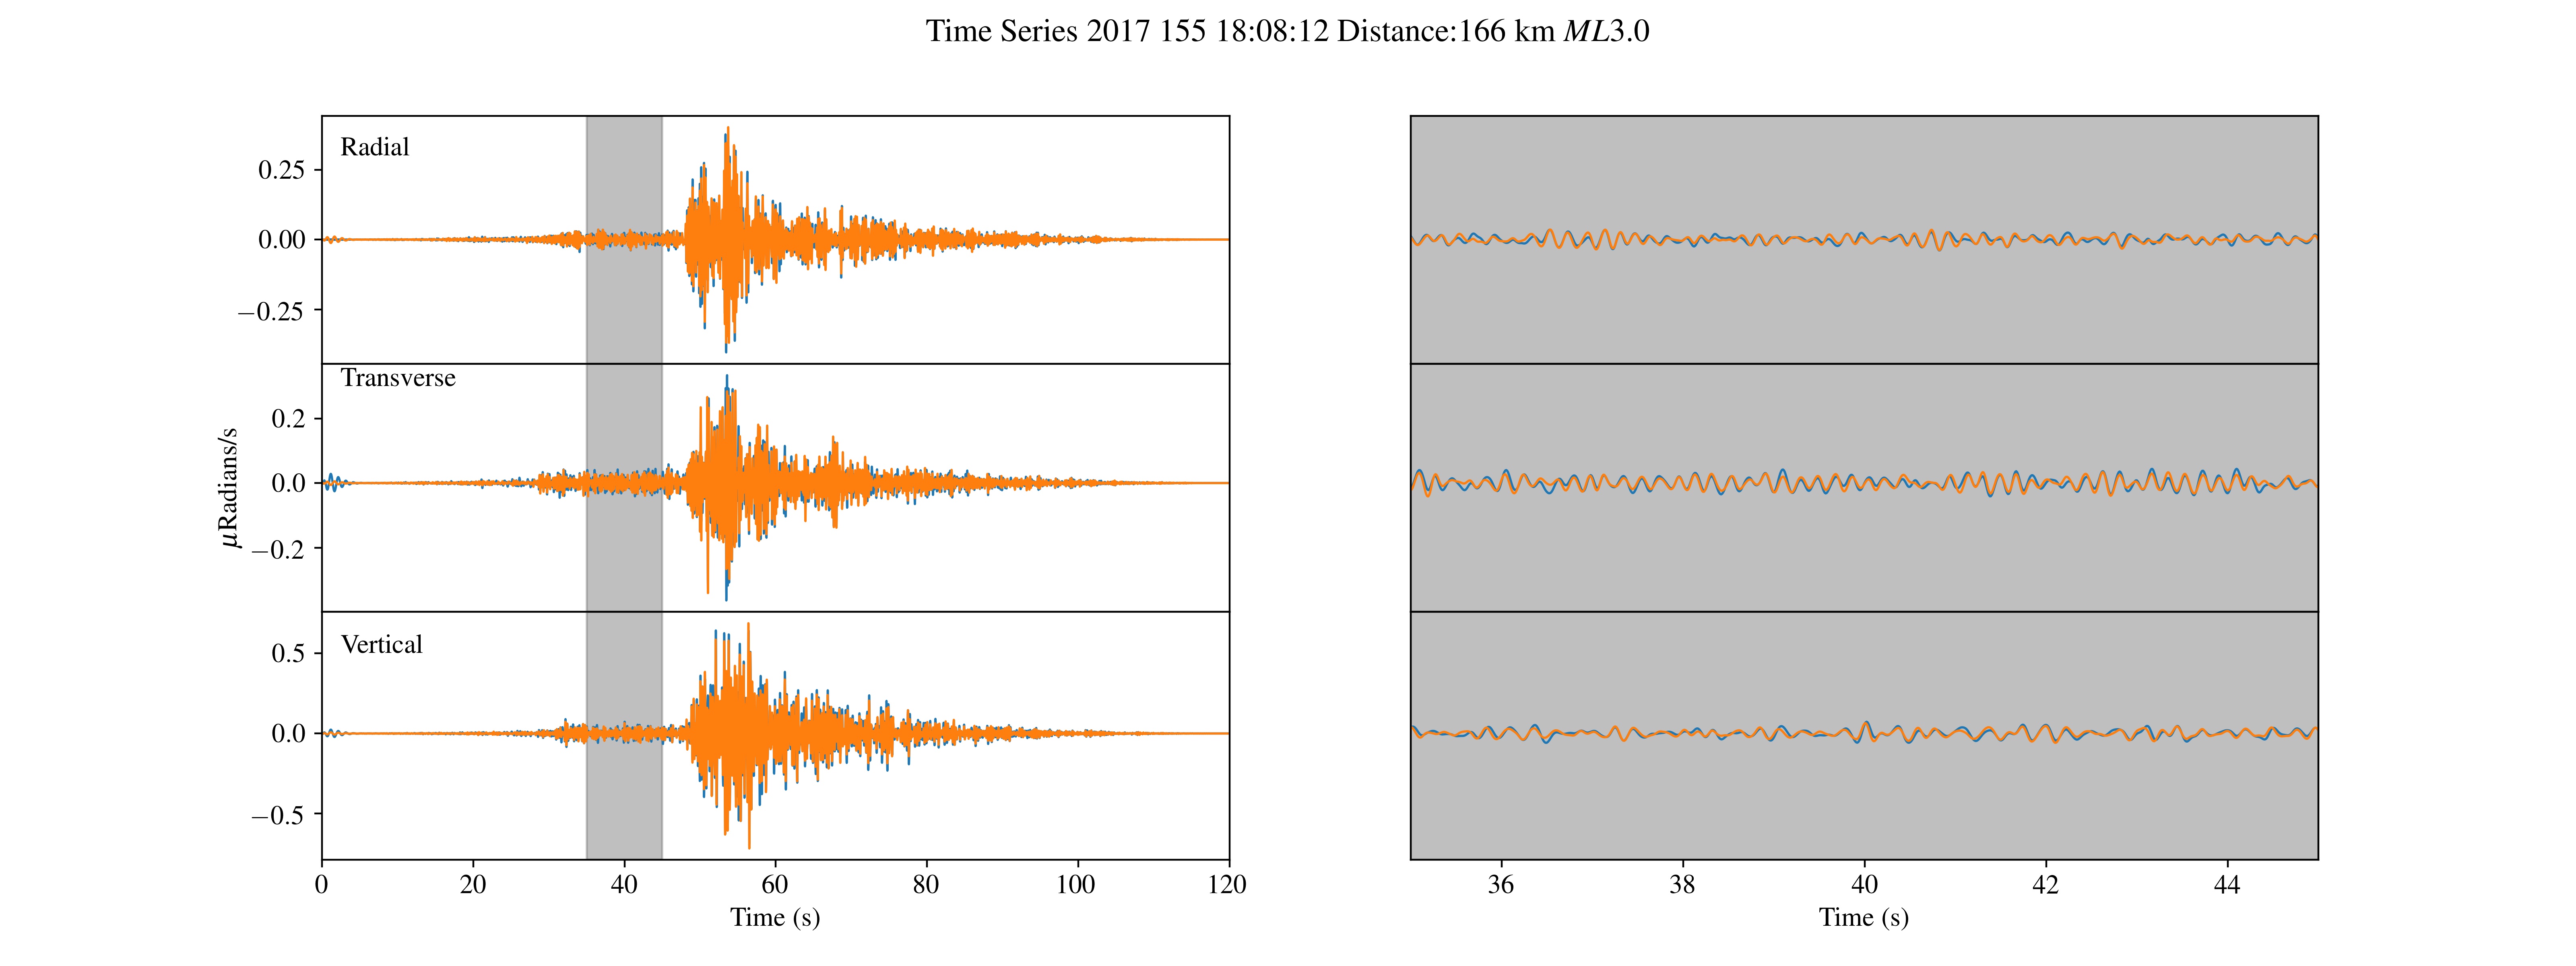 Time Series 2017 155 18:08:12 Distance:166 km ML3.0
Radial
0.25
0.00
−0.25
Transverse
0.2
0.0
−0.2
μRadians/s
Vertical
0.5
0.0
−0.5
0 20 40 60 80 100 120
Time (s)
36 38 40 42 44
Time (s)